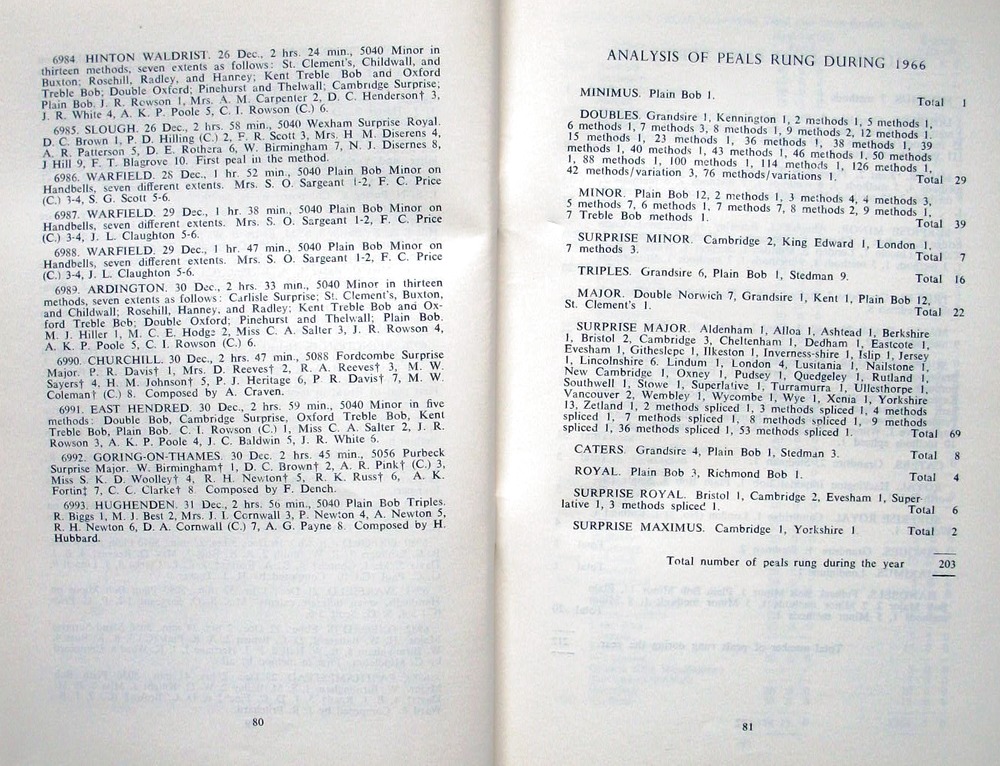 6984 HINTON WALDRIST. 26 Dec., 2 hrs. 24 min., 5040 Minor in
thirteen methods, seven extents as follows: St. Clement's, Childwall, and
Buxton; Rosehill, Radley, and Hanney; Kent Treble Bob and Oxford
Treble Bob; Double Oxford; Pinehurst and Thelwall; Cambridge Surprise;
Plain Bob. J. R. Rowson 1, Mrs. A. M. Carpenter 2, D. C. Henderson† 3,
J. R. White 4, A. K. P. Poole 5, C. I. Rowson (C.) 6.
6985. SLOUGH. 26 Dec., 2 hrs. 58 min., 5040 Wexham Surprise Royal.
D. C. Brown 1, P. D. Hilling (C.) 2, F. R. Scott 3, Mrs. H M. Diserens 4,
A. R. Patterson 5, D. E. Rothera 6, W. Birmingham 7, N. J. Disernes 8,
J Hill 9, F. T. Blagrove 10. First peal in the method.
6986. WARFIELD. 28 Dec., 1 hr. 52 min., 5040 Plain Bob Minor on
Handbells, seven different extents. Mrs. S. O. Sargeant 1-2, F. C. Price
(C.) 3-4, S. G. Scott 5-6.
6987. WARFIELD. 29 Dec., 1 hr. 38 min., 5040 Plain Bob Minor on
Handbells, seven different extents. Mrs. S. O. Sargeant 1-2, F. C. Price
(C.) 3-4, J. L. Claughton 5-6.
6988. WARFIELD. 29 Dec., 1 hr. 47 min., 5040 Plain Bob Minor on
Handbells, seven different extents. Mrs. S. O. Sargeant 1-2, F. C. Price
(C.) 3-4, J. L. Claughton 5-6.
6989. ARDINGTON. 30 Dec., 2 hrs. 33 min., 5040 Minor in thirteen
methods, seven extents as follows: Carlisle Surprise; St. Clement's, Buxton,
and Childwall; Rosehill, Hanney, and Radley; Kent Treble Bob and Ox-
ford Treble Bob; Double Oxford; Pinehurst and Thelwall; Plain Bob.
M. J. Hiller 1, M. C. E. Hodge 2, Miss C. A. Salter 3, J. R. Rowson 4,
A. K. P. Poole 5, C. I. Rowson (C.) 6.
6990. CHURCHILL. 30 Dec., 2 hrs. 47 min., 5088 Fordcombe Surprise
Major. P. R. Davis† 1, Mrs. D. Reeves† 2, R. A. Reeves† 3, M. W.
Sayers† 4, H. M. Johnson† 5, P. J. Heritage 6, P R. Davis† 7, M. W.
Coleman† (C.) 8. Composed by A. Craven.
6991. EAST HENDRED. 30 Dec., 2 hrs. 59 min., 5040 Minor in five
methods: Double Bob, Cambridge Surprise, Oxford Treble Bob, Kent
Treble Bob, Plain Bob. C. I. Rowson (C.) 1, Miss C. A. Salter 2, J. R.
Rowson 3, A. K. P. Poole 4, J. C. Baldwin 5, J. R. White 6.
6992. GORING-ON-THAMES. 30 Dec. 2 hrs. 45 min., 5056 Purbeck
Surprise Major. W. Birmingham† 1, D. C. Brown† 2, A. R. Pink† (C.) 3,
Miss S. K. D. Woolley† 4, R. H. Newton† 5, R. K. Russ† 6, A. K.
Fortin† 7, C. C. Clarke† 8. Composed by F. Dench.
6993. HUGHENDEN. 31 Dec., 2 hrs. 56 min., 5040 Plain Bob Triples.
R. Biggs 1, M. J. Best 2, Mrs. J. I. Cornwall 3, P. Newton 4, A. Newton 5,
R. H. Newton 6, D. A. Cornwall (C.) 7, A G. Payne 8. Composed by H.
Hubbard.
80
ANALYSIS OF PEALS RUNG DURING 1966
MINIMUS. Plain Bob 1.
Total 1
DOUBLES. Grandsire 1, Kennington 1, 2 methods 1, 5 methods 1,
6 methods 1, 7 methods 3, 8 methods 1, 9 methods 2, 12 methods 1.
15 methods 1, 23 methods 1, 36 methods 1, 38 methods 1, 39
methods 1, 40 methods 1, 43 methods 1, 46 methods 1, 50 methods
1, 88 methods 1, 100 methods 1, 114 methods 1, 126 methods 1,
42 methods/variation 3, 76 methods/variations 1.
Total 29
MINOR. Plain Bob 12, 2 methods 1, 3 methods 4, 4 methods 3,
5 methods 7, 6 methods 1, 7 methods 7, 8 methods 2, 9 methods 1,
7 Treble Bob methods 1.
Total 39
SURPRISE MINOR. Cambridge 2, King Edward 1, London 1,
7 methods 3.
Total 7
TRIPLES. Grandsire 6, Plain Bob 1, Stedman 9. Total 16
MAJOR. Double Norwich 7, Grandsire 1, Kent 1, Plain Bob 12,
St. Clement's 1.
Total 22
SURPRISE MAJOR. Aldenham 1, Alloa 1, Ashtead 1, Berkshire
1, Bristol 2, Cambridge 3, Cheltenham 1, Dedham 1, Eastcote 1,
Evesham 1, Githeslepe 1, Ilkeston 1, Inverness-shire 1, Islip 1, Jersey
1, Lincolnshire 6. Lindum 1, London 4, Lusitania 1, Nailstone 1,
New Cambridge 1, Oxney 1, Pudsey 1, Quedgeley 1, Rutland 1,
Southwell 1, Stowe 1, Superlative 1, Turramurra 1, Ullesthorpe 1,
Vancouver 2, Wembley 1, Wycombe 1, Wye 1, Xenia 1, Yorkshire
13, Zetland 1, 2 methods spliced 1, 3 methods spliced 1, 4 methods
spliced 1, 7 methods spliced 1, 8 methods spliced 1, 9 methods
spliced 1, 36 methods spliced 1, 53 methods spliced 1. Total 69
CATERS. Grandsire 4, Plain Bob 1, Stedman 3. Total 8
ROYAL. Plain Bob 3, Richmond Bob 1. Total 4
SURPRISE ROYAL. Bristol 1, Cambridge 2, Evesham 1, Super-
lative 1, 3 methods spliced 1.
Total 6
SURPRISE MAXIMUS. Cambridge 1, Yorkshire 1 Total 2
Total number of peals rung during the year 203
81